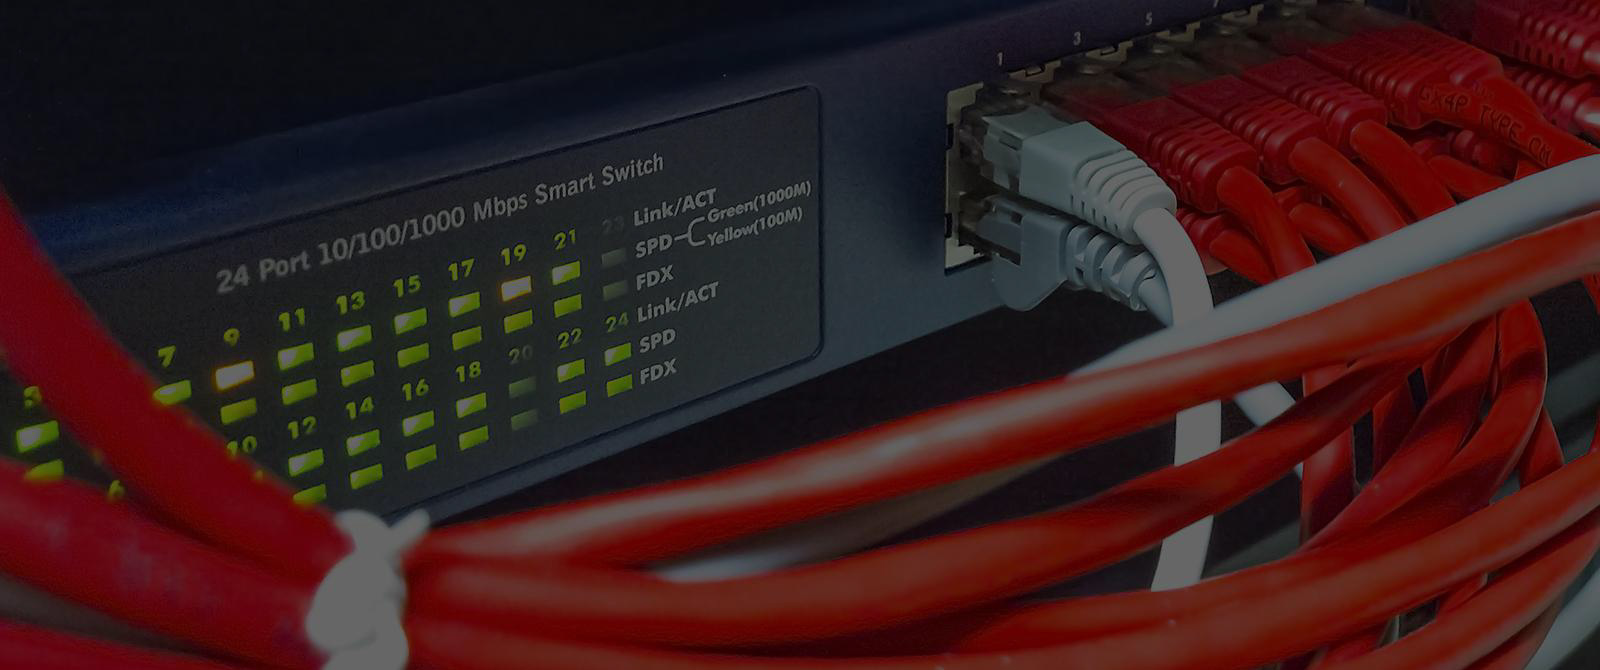 1 3 5 7
24 Port 10/100/1000 Mbps Smart Switch
7 9 11 13 15 17 19 21 23 Link/ACT
SPD Green(1000M)
Yellow(100M)
FDX
10 12 14 16 18 20 22 24 Link/ACT
SPD
FDX
TYPE